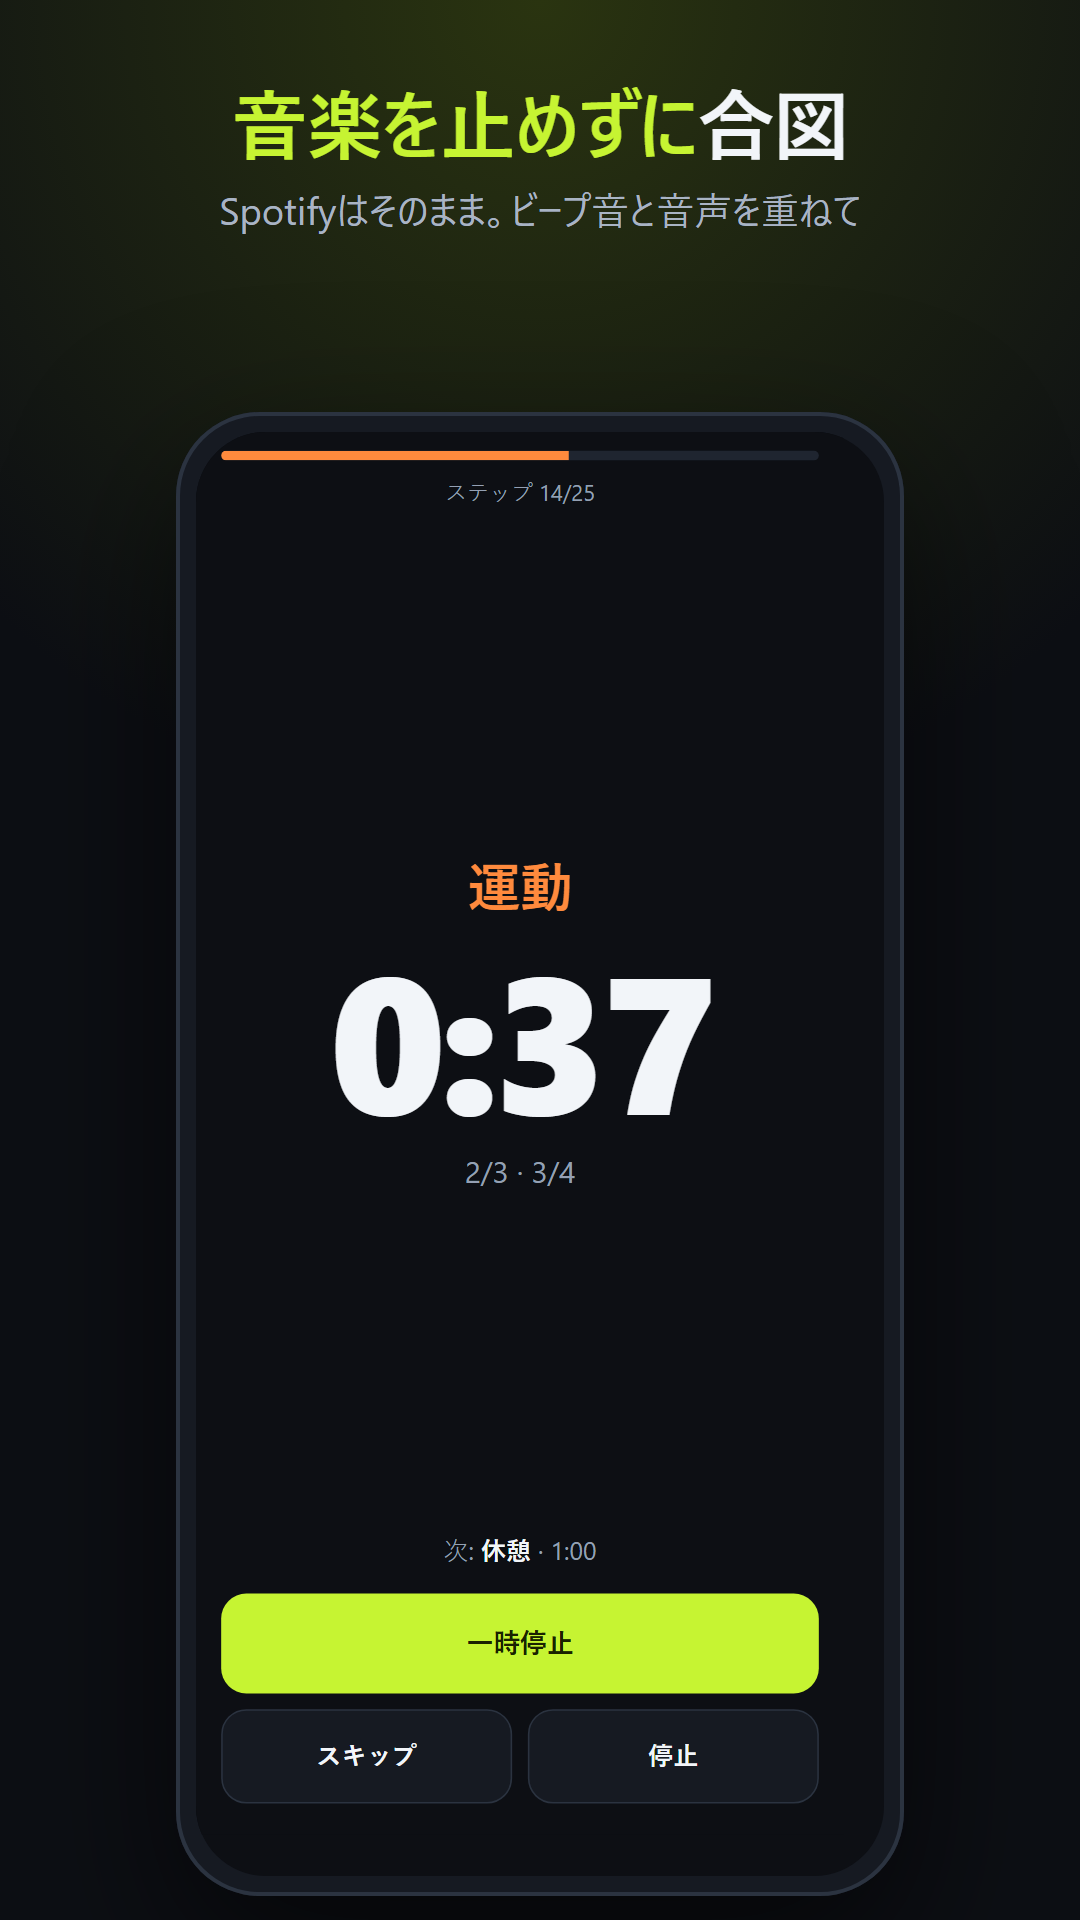 音楽を止めずに合図
Spotifyはそのまま。ビープ音と音声を重ねて
ステップ 14/25
運動
0:37
2/3 · 3/4
次: 休憩 · 1:00
一時停止
スキップ
停止